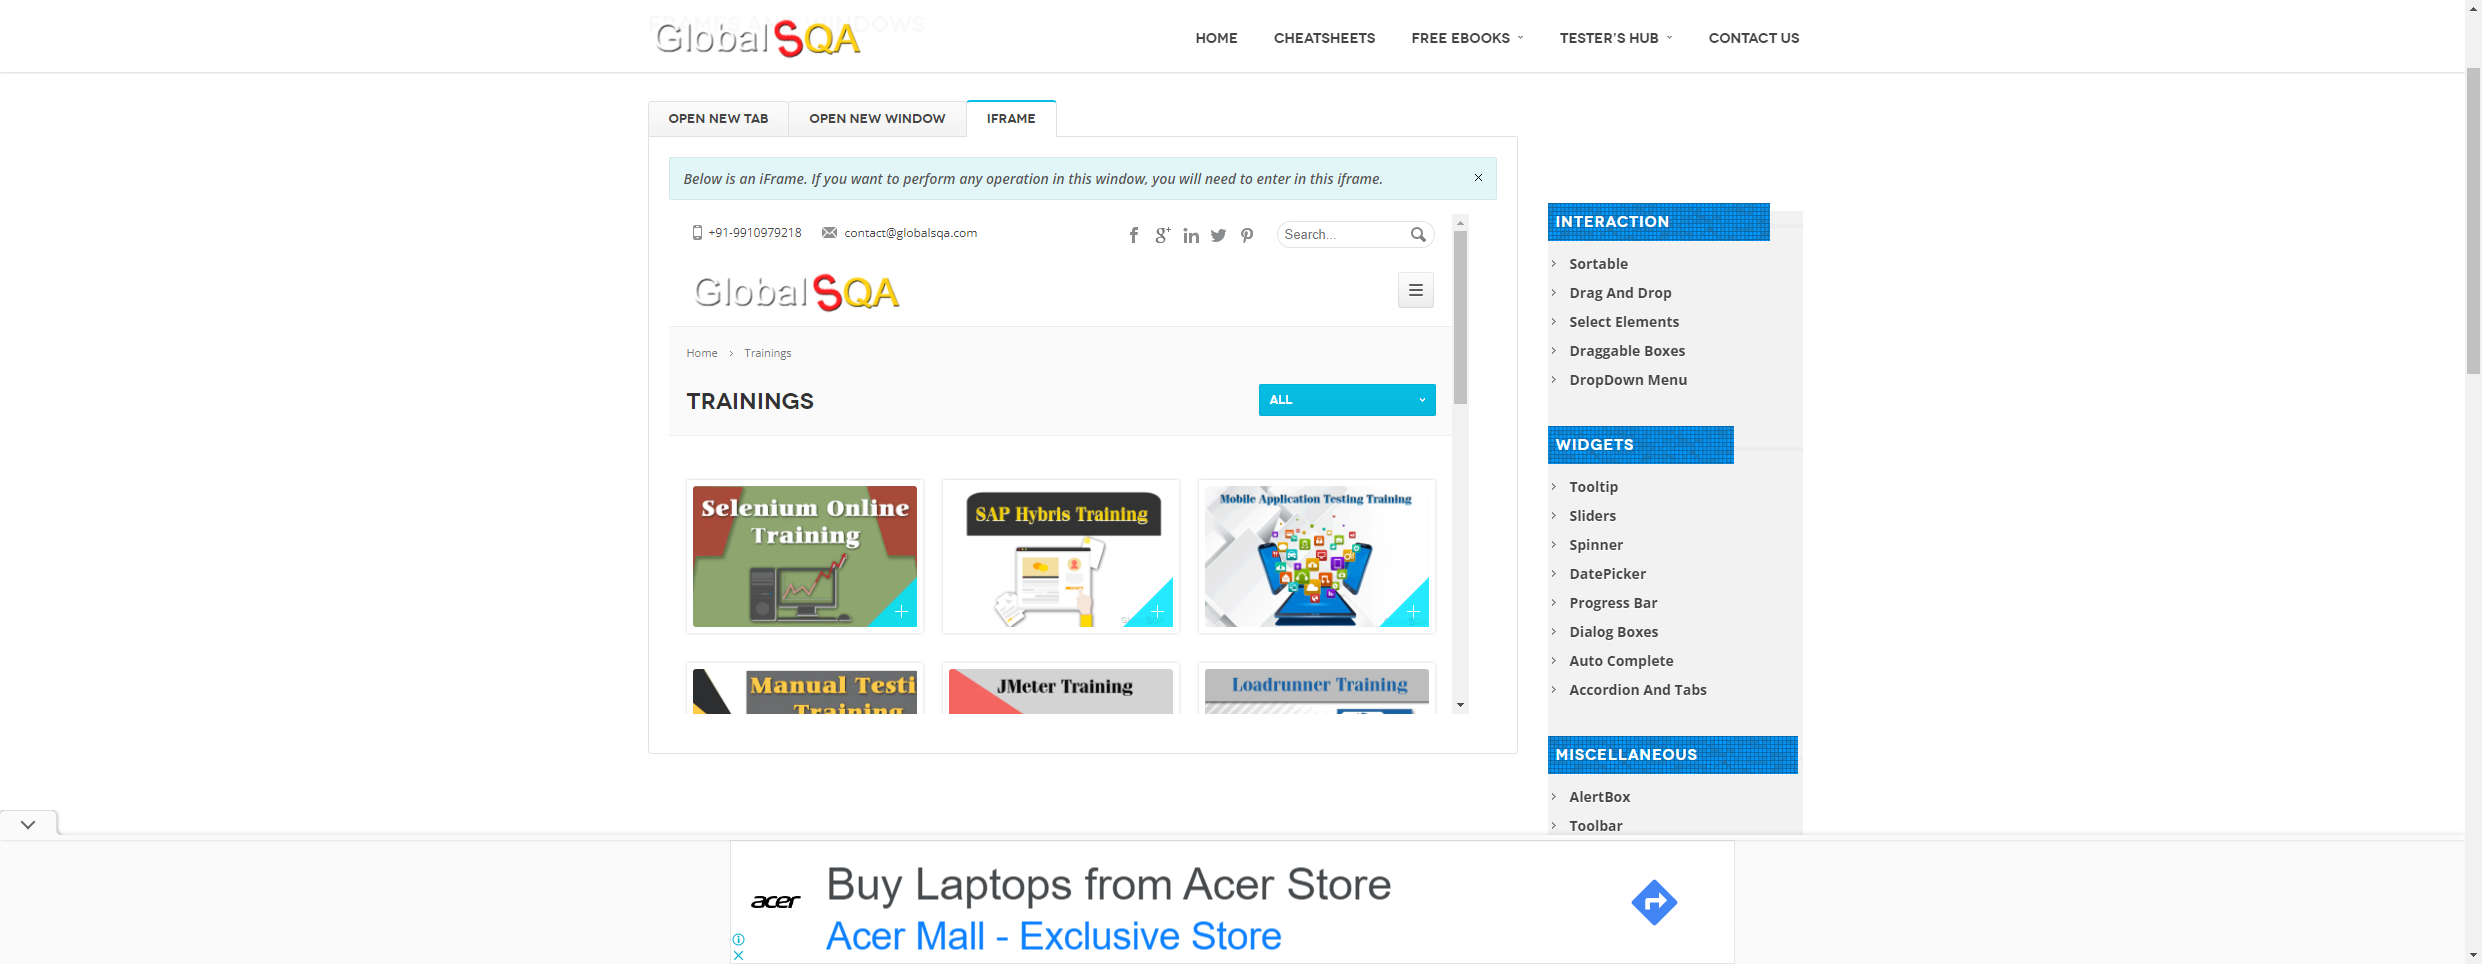 FRAMES AND WINDOWS
GlobalSQA
HOME CHEATSHEETS FREE EBOOKS TESTER'S HUB CONTACT US
OPEN NEW TAB OPEN NEW WINDOW IFRAME
Below is an iFrame. If you want to perform any operation in this window, you will need to enter in this iframe.
+91-9910979218 contact@globalsqa.com Search...
GlobalSQA
Home > Trainings
TRAININGS ALL
Selenium Online
Training
SAP Hybris Training
Mobile Application Testing Training
Manual Testi
Training
JMeter Training
Loadrunner Training
INTERACTION
Sortable
Drag And Drop
Select Elements
Draggable Boxes
DropDown Menu
WIDGETS
Tooltip
Sliders
Spinner
DatePicker
Progress Bar
Dialog Boxes
Auto Complete
Accordion And Tabs
MISCELLANEOUS
AlertBox
Toolbar
acer
Buy Laptops from Acer Store
Acer Mall - Exclusive Store